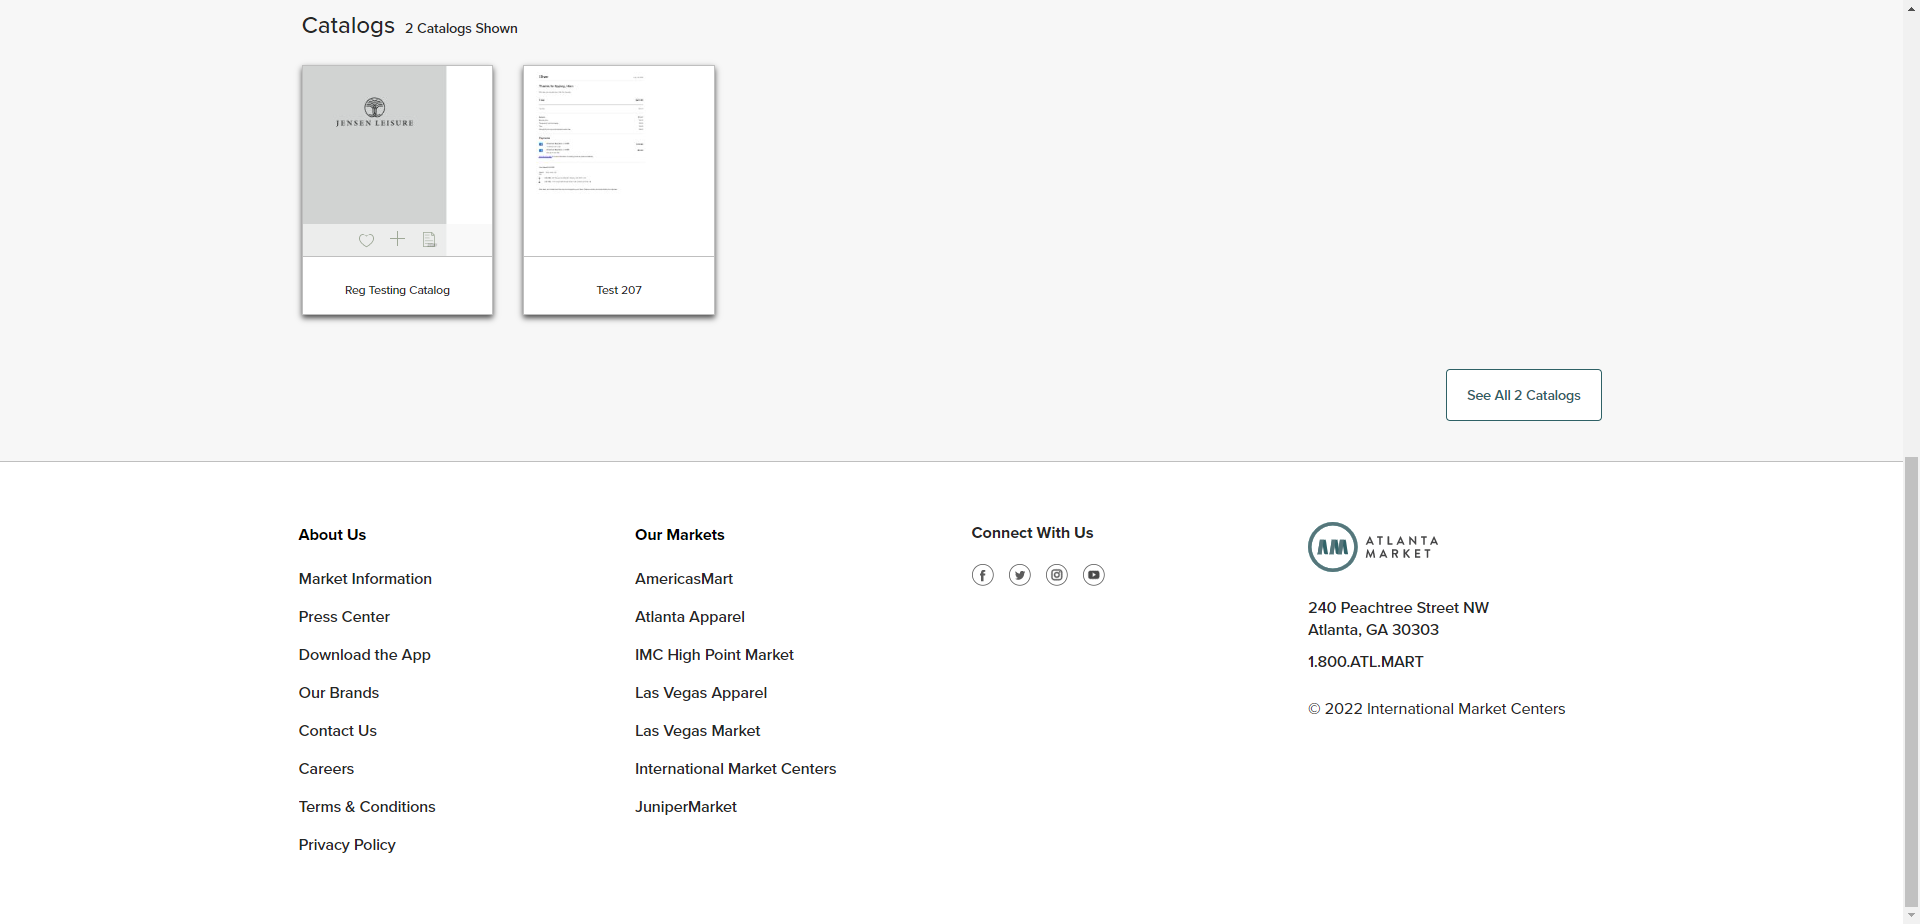 Catalogs 2 Catalogs Shown
JENSEN LEISURE
Reg Testing Catalog
Test 207
See All 2 Catalogs
About Us
Market Information
Press Center
Download the App
Our Brands
Contact Us
Careers
Terms & Conditions
Privacy Policy
Our Markets
AmericasMart
Atlanta Apparel
IMC High Point Market
Las Vegas Apparel
Las Vegas Market
International Market Centers
JuniperMarket
Connect With Us
AM ATLANTA
MARKET
240 Peachtree Street NW
Atlanta, GA 30303
1.800.ATL.MART
© 2022 International Market Centers